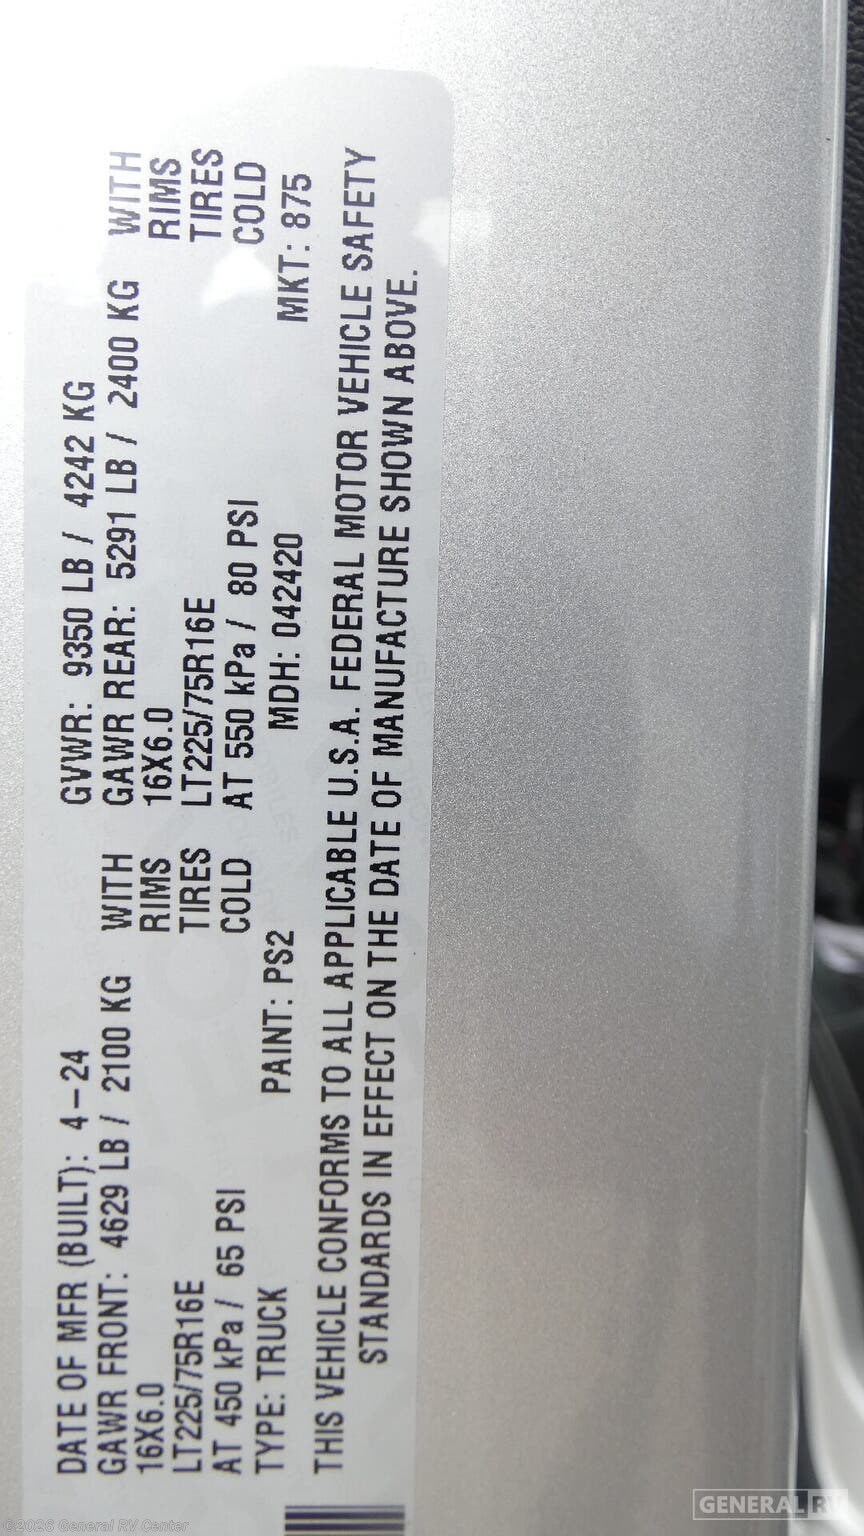 DATE OF MFR (BUILT): 4-24 GVWR: 9350 LB / 4242 KG
GAWR FRONT: 4629 LB / 2100 KG WITH GAWR REAR: 5291 LB / 2400 KG WITH
16X6.0 RIMS 16X6.0 RIMS
LT225/75R16E TIRES LT225/75R16E TIRES
AT 450 kPa / 65 PSI COLD AT 550 kPa / 80 PSI COLD
TYPE: TRUCK PAINT: PS2 MDH: 042420 MKT: 875
THIS VEHICLE CONFORMS TO ALL APPLICABLE U.S.A. FEDERAL MOTOR VEHICLE SAFETY
STANDARDS IN EFFECT ON THE DATE OF MANUFACTURE SHOWN ABOVE.
©2026 General RV Center
GENERAL RV